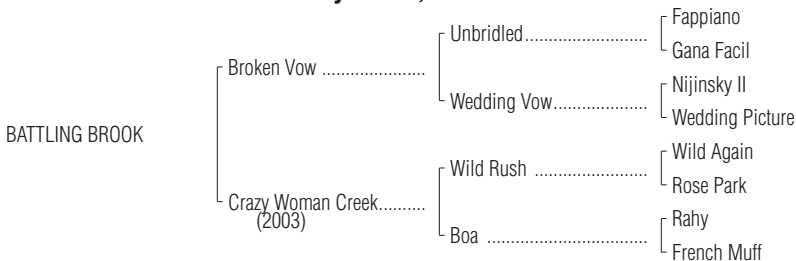 Fappiano
Unbridled..........................
Gana Facil
Broken Vow ......................
Nijinsky II
Wedding Vow....................
Wedding Picture
BATTLING BROOK
Wild Again
Wild Rush ........................
Rose Park
Crazy Woman Creek..........
(2003)
Rahy
Boa ..................................
French Muff